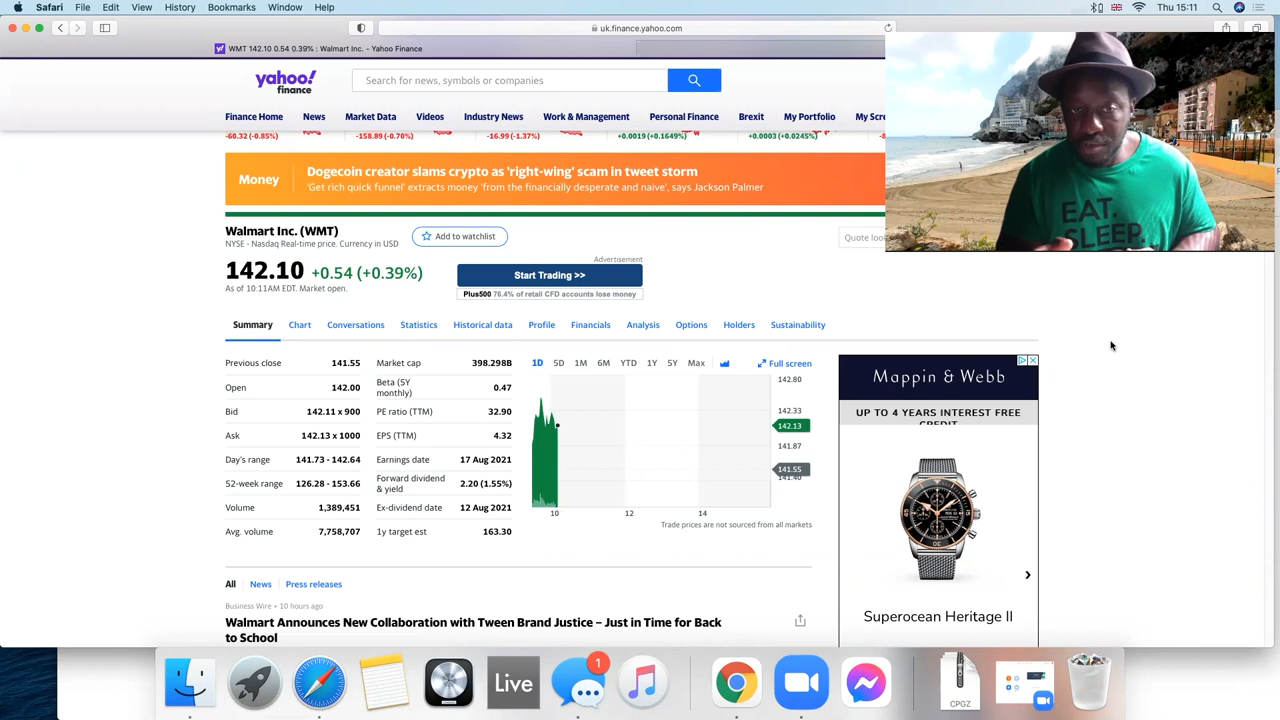 Safari File Edit View History Bookmarks Window Help Thu 15:11
uk.finance.yahoo.com
y! WMT 142.10 0.54 0.39% : Walmart Inc. - Yahoo Finance
yahoo!
finance
Search for news, symbols or companies
Finance Home News Market Data Videos Industry News Work & Management Personal Finance Brexit My Portfolio My Scre
-60.32 (-0.85%) -158.89 (-0.70%) -16.99 (-1.37%) +0.0019 (+0.1649%) +0.0003 (+0.0245%)
Money
Dogecoin creator slams crypto as 'right-wing' scam in tweet storm
'Get rich quick funnel' extracts money 'from the financially desperate and naive', says Jackson Palmer
EAT.
SLEEP.
Walmart Inc. (WMT)
NYSE - Nasdaq Real-time price. Currency in USD
Add to watchlist
Quote loo
142.10 +0.54 (+0.39%)
As of 10:11AM EDT. Market open.
Advertisement
Start Trading >>
Plus500 76.4% of retail CFD accounts lose money
Summary Chart Conversations Statistics Historical data Profile Financials Analysis Options Holders Sustainability
Previous close 141.55
Open 142.00
Bid 142.11 x 900
Ask 142.13 x 1000
Day's range 141.73 - 142.64
52-week range 126.28 - 153.66
Volume 1,389,451
Avg. volume 7,758,707
Market cap 398.298B
Beta (5Y
monthly) 0.47
PE ratio (TTM) 32.90
EPS (TTM) 4.32
Earnings date 17 Aug 2021
Forward dividend
& yield 2.20 (1.55%)
Ex-dividend date 12 Aug 2021
1y target est 163.30
1D 5D 1M 6M YTD 1Y 5Y Max Full screen
142.80
142.33
142.13
141.87
141.55
141.40
10 12 14
Trade prices are not sourced from all markets
Mappin & Webb
UP TO 4 YEARS INTEREST FREE
CREDIT
Superocean Heritage II
All News Press releases
Business Wire • 10 hours ago
Walmart Announces New Collaboration with Tween Brand Justice – Just in Time for Back
to School
Live
1
CPGZ